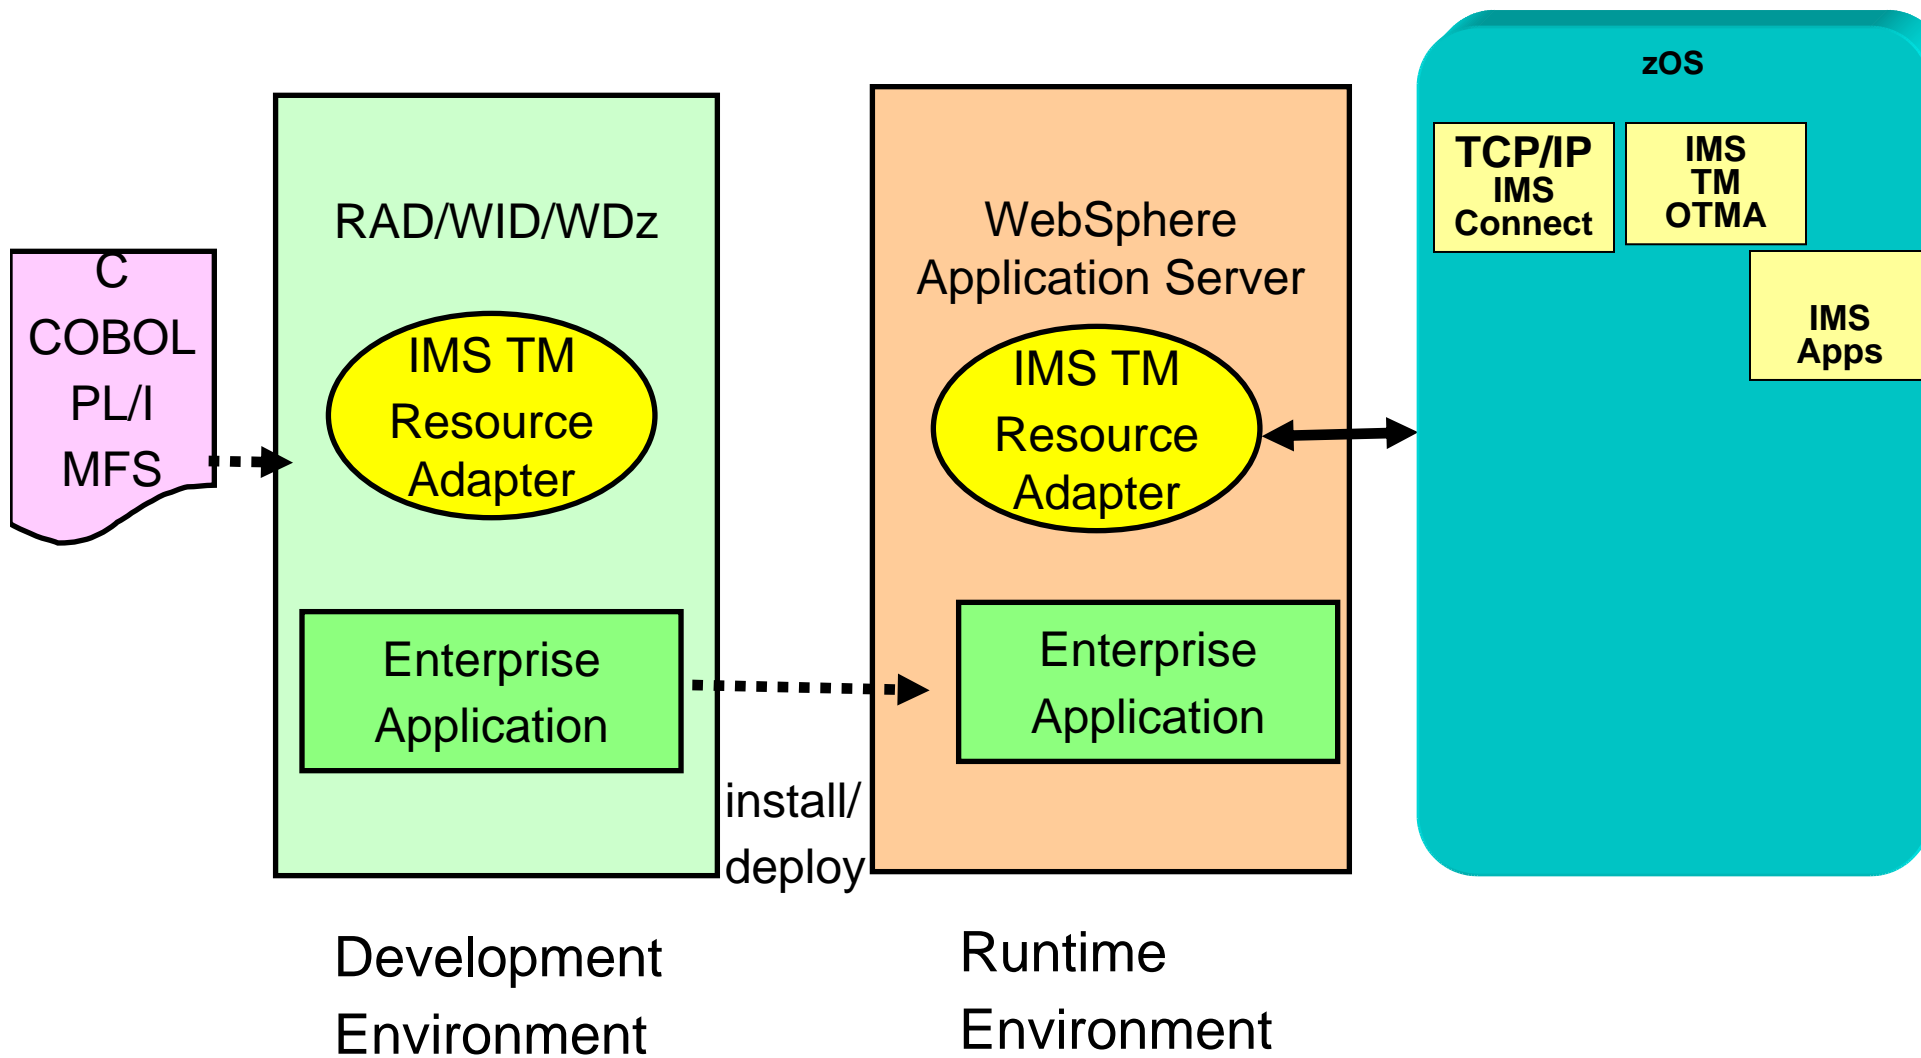 C
COBOL
PL/I
MFS
RAD/WID/WDz
IMS TM
Resource
Adapter
Enterprise
Application
install/
deploy
WebSphere
Application Server
IMS TM
Resource
Adapter
Enterprise
Application
zOS
TCP/IP
IMS
Connect
IMS
TM
OTMA
IMS
Apps
Development
Environment
Runtime
Environment